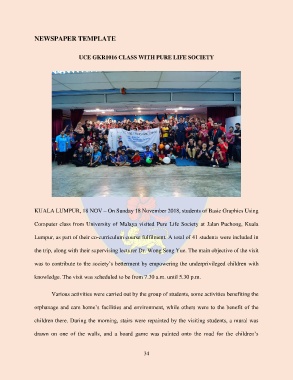 NEWSPAPER TEMPLATE
UCE GKR1016 CLASS WITH PURE LIFE SOCIETY
KUALA LUMPUR, 18 NOV – On Sunday 18 November 2018, students of Basic Graphics Using
Computer class from University of Malaya visited Pure Life Society at Jalan Puchong, Kuala
Lumpur, as part of their co-curriculum course fulfilment. A total of 41 students were included in
the trip, along with their supervising lecturer Dr. Wong Seng Yue. The main objective of the visit
was to contribute to the society's betterment by empowering the underprivileged children with
knowledge. The visit was scheduled to be from 7.30 a.m. until 5.30 p.m.
Various activities were carried out by the group of students, some activities benefiting the
orphanage and care home's facilities and environment, while others were to the benefit of the
children there. During the morning, stairs were repainted by the visiting students, a mural was
drawn on one of the walls, and a board game was painted onto the road for the children's
34